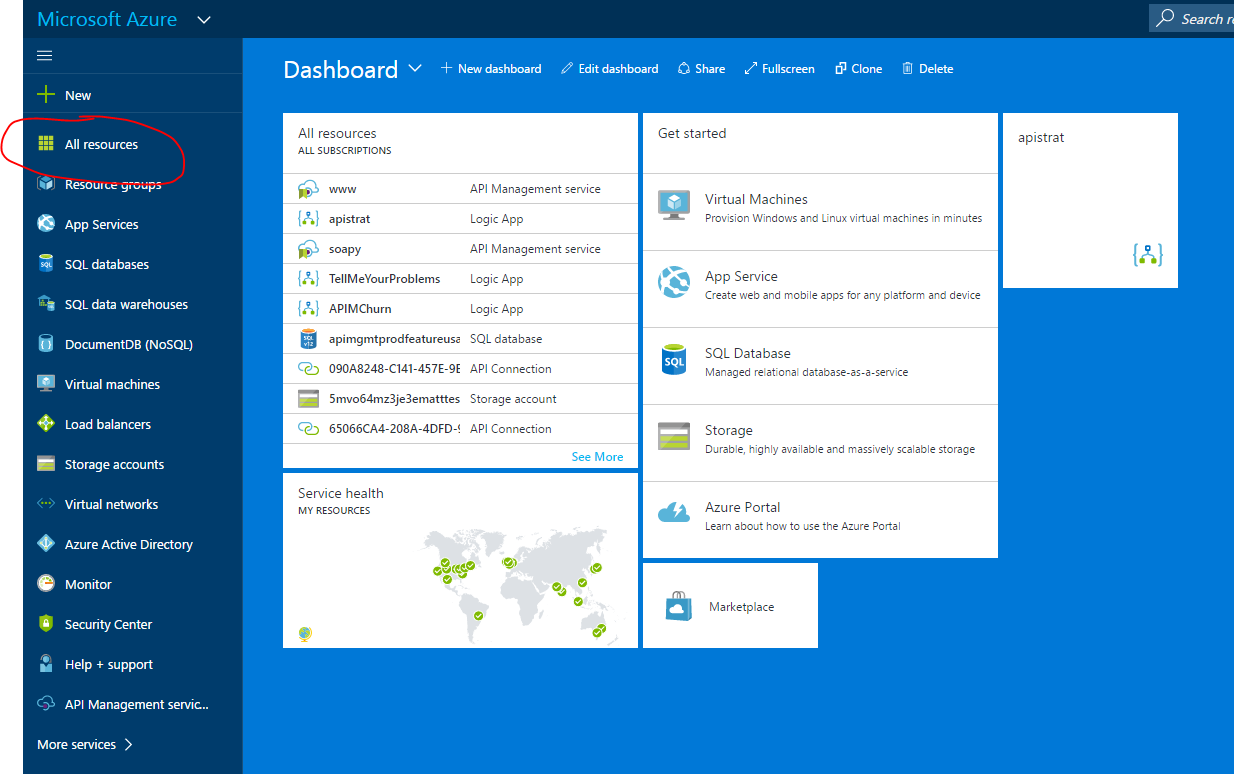 Microsoft Azure
Search re
New
All resources
Resource groups
App Services
SQL databases
SQL data warehouses
DocumentDB (NoSQL)
Virtual machines
Load balancers
Storage accounts
Virtual networks
Azure Active Directory
Monitor
Security Center
Help + support
API Management servic...
More services
Dashboard
New dashboard
Edit dashboard
Share
Fullscreen
Clone
Delete
All resources
ALL SUBSCRIPTIONS
www API Management service
apistrat Logic App
soapy API Management service
TellMeYourProblems Logic App
APIMChurn Logic App
apimgmtprodfeatureusa SQL database
090A8248-C141-457E-9E API Connection
5mvo64mz3je3ematttes Storage account
65066CA4-208A-4DFD-9 API Connection
See More
Service health
MY RESOURCES
Get started
Virtual Machines
Provision Windows and Linux virtual machines in minutes
App Service
Create web and mobile apps for any platform and device
SQL Database
Managed relational database-as-a-service
Storage
Durable, highly available and massively scalable storage
Azure Portal
Learn about how to use the Azure Portal
Marketplace
apistrat